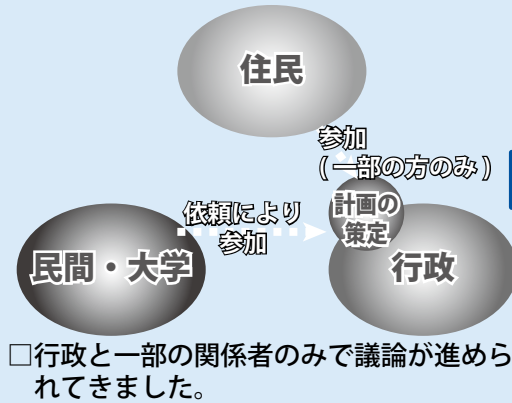 住民
参加
(一部の方のみ)
計画の
策定
依頼により
参加
民間・大学
行政
□行政と一部の関係者のみで議論が進めら
れてきました。